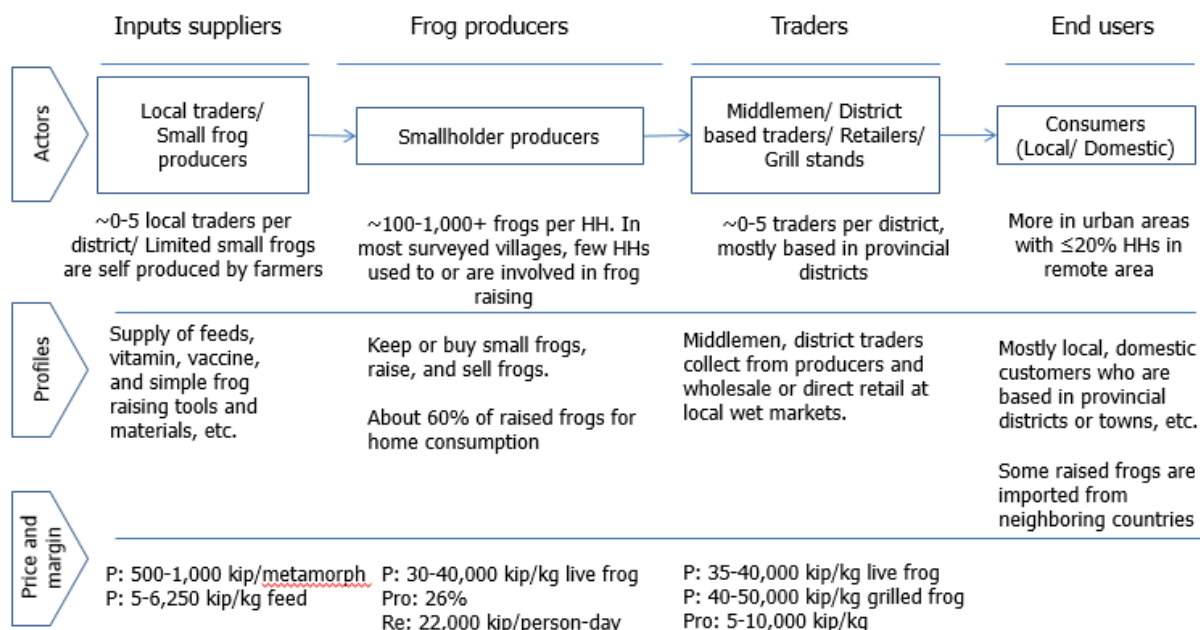 Inputs suppliers
Frog producers
Traders
End users
Actors
Local traders/
Small frog
producers
Smallholder producers
Middlemen/ District
based traders/ Retailers/
Grill stands
Consumers
(Local/ Domestic)
~0-5 local traders per
district/ Limited small frogs
are self produced by farmers
~100-1,000+ frogs per HH. In
most surveyed villages, few HHs
used to or are involved in frog
raising
~0-5 traders per district,
mostly based in provincial
districts
More in urban areas
with ≤20% HHs in
remote area
Profiles
Supply of feeds,
vitamin, vaccine,
and simple frog
raising tools and
materials, etc.
Keep or buy small frogs,
raise, and sell frogs.
About 60% of raised frogs for
home consumption
Middlemen, district traders
collect from producers and
wholesale or direct retail at
local wet markets.
Mostly local, domestic
customers who are
based in provincial
districts or towns, etc.
Some raised frogs are
imported from
neighboring countries
Price and
margin
P: 500-1,000 kip/metamorph
P: 5-6,250 kip/kg feed
P: 30-40,000 kip/kg live frog
Pro: 26%
Re: 22,000 kip/person-day
P: 35-40,000 kip/kg live frog
P: 40-50,000 kip/kg grilled frog
Pro: 5-10,000 kip/kg